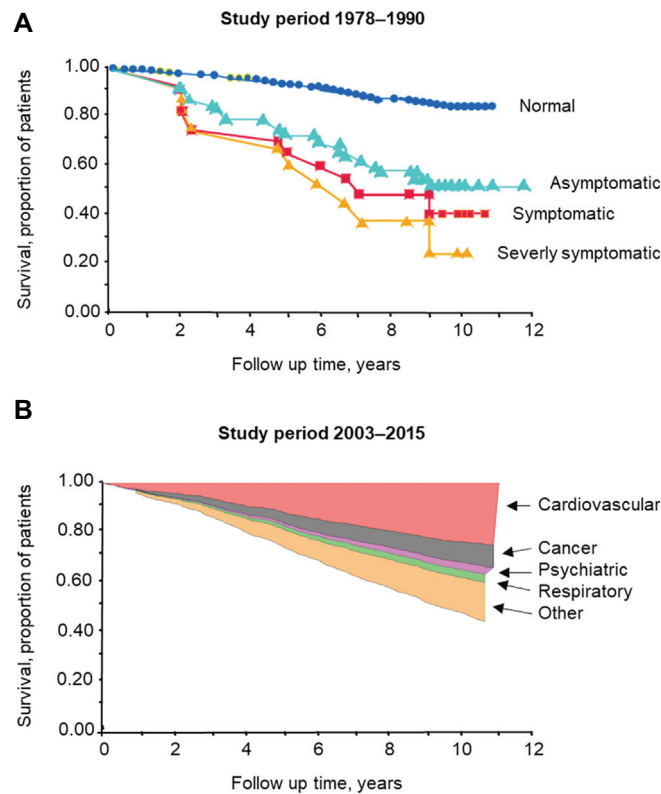 A
Study period 1978–1990
Survival, proportion of patients
1.00
0.80
0.60
0.40
0.20
0.00
Normal
Asymptomatic
Symptomatic
Severly symptomatic
0 2 4 6 8 10 12
Follow up time, years
B
Study period 2003–2015
Survival, proportion of patients
1.00
0.80
0.60
0.40
0.20
0.00
Cardiovascular
Cancer
Psychiatric
Respiratory
Other
0 2 4 6 8 10 12
Follow up time, years